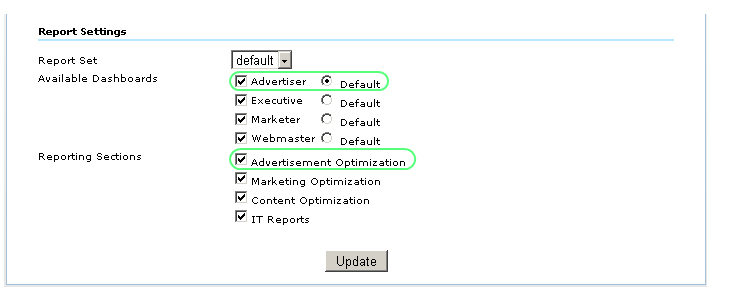 Report Settings
Report Set default
Available Dashboards Advertiser Default
Executive Default
Marketer Default
Webmaster Default
Reporting Sections Advertisement Optimization
Marketing Optimization
Content Optimization
IT Reports
Update